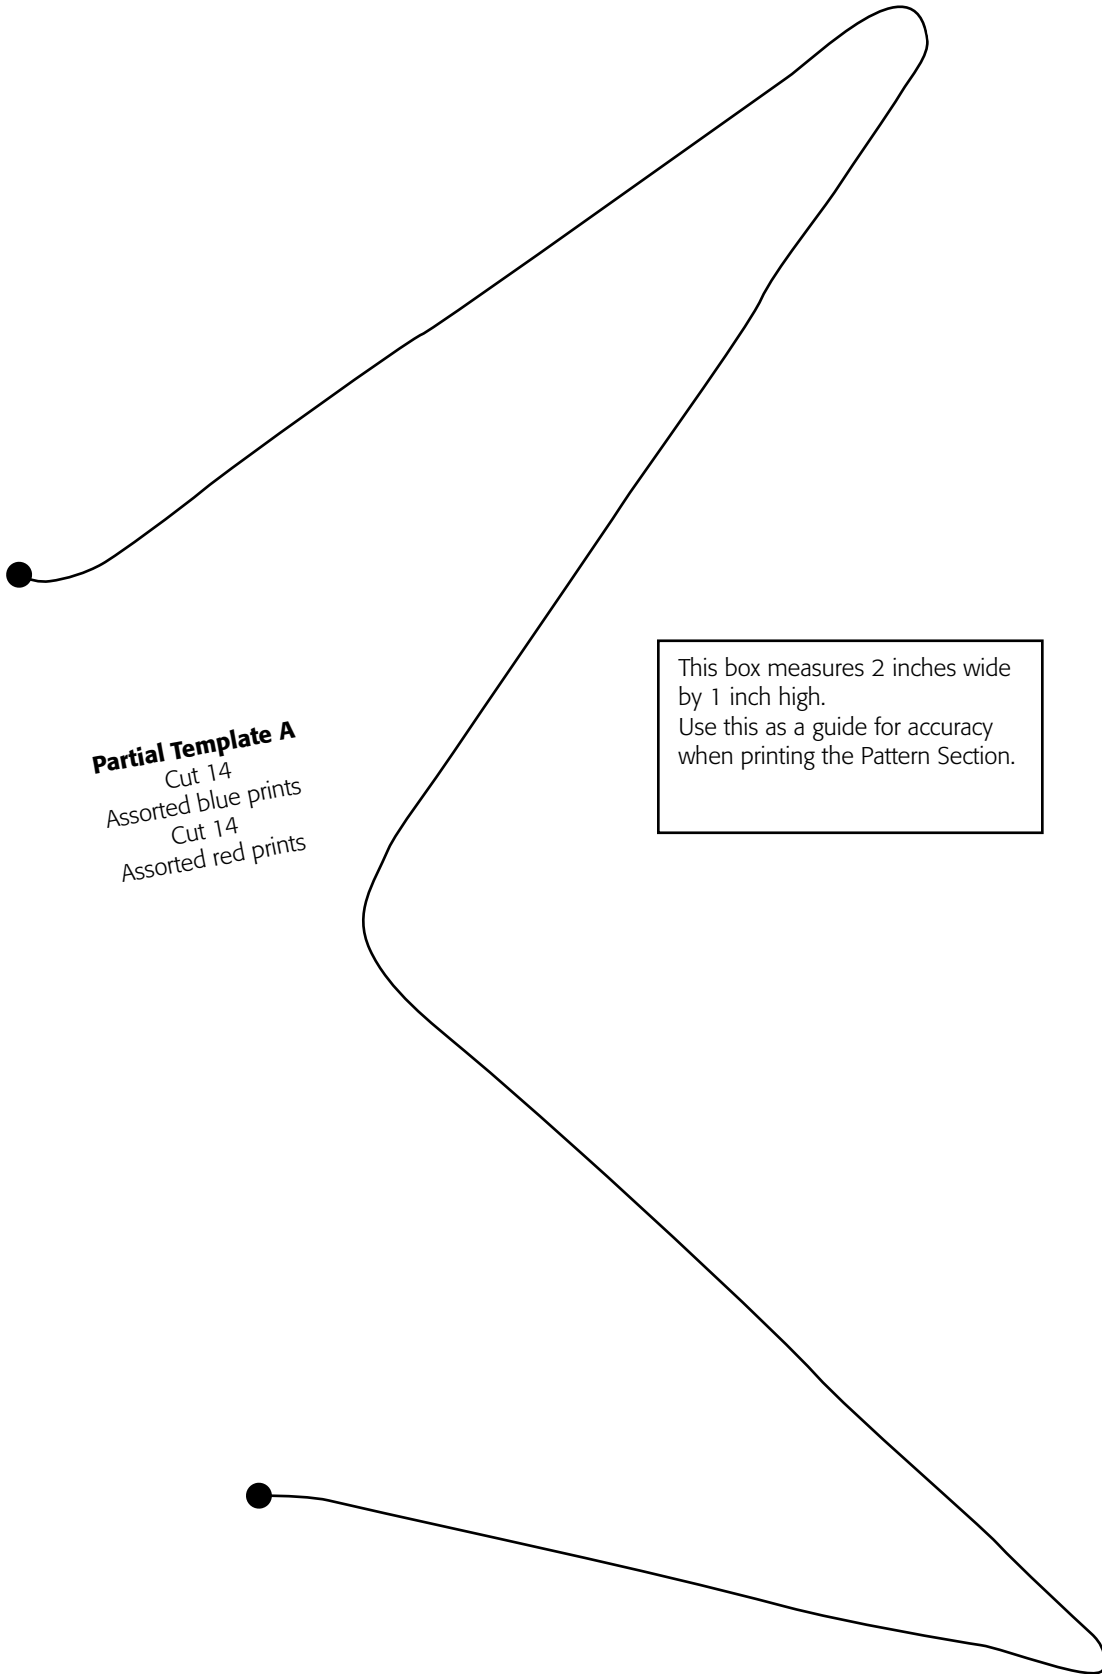 This box measures 2 inches wide
by 1 inch high.
Use this as a guide for accuracy
when printing the Pattern Section.
Partial Template A
Cut 14
Assorted blue prints
Cut 14
Assorted red prints